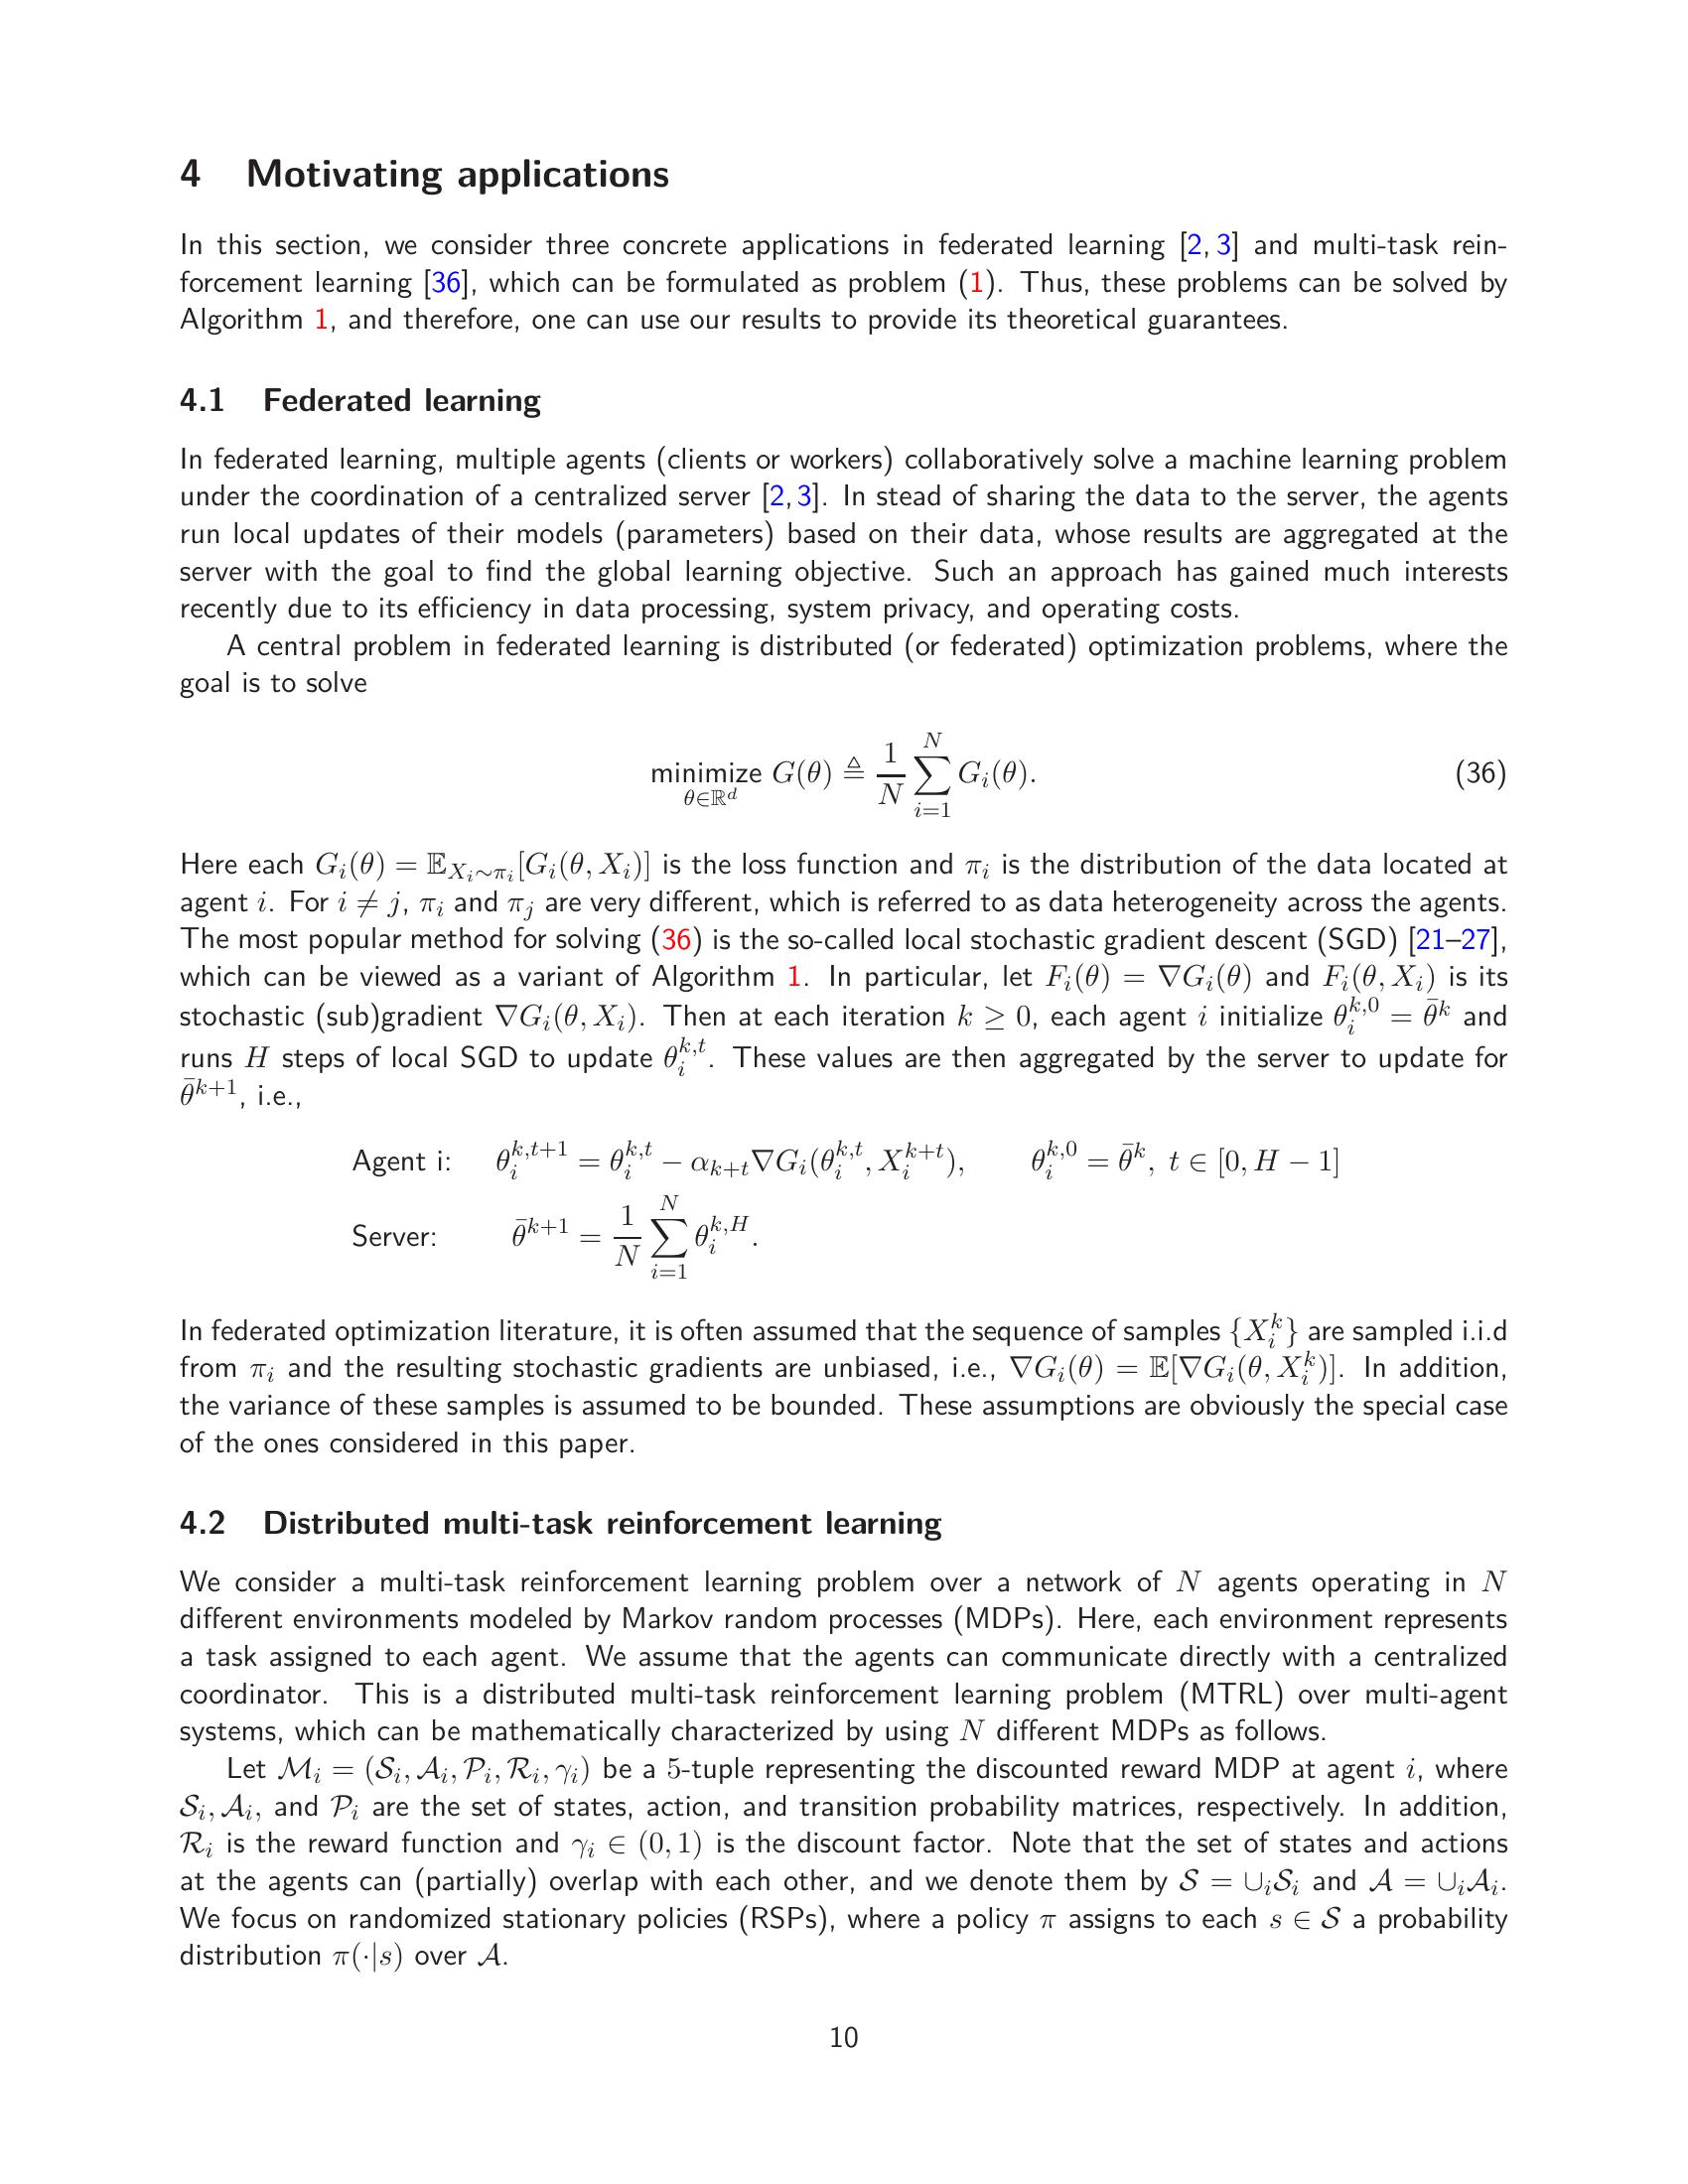 4 Motivating applications
In this section, we consider three concrete applications in federated learning [2, 3] and multi-task rein-
forcement learning [36], which can be formulated as problem (1). Thus, these problems can be solved by
Algorithm 1, and therefore, one can use our results to provide its theoretical guarantees.
4.1 Federated learning
In federated learning, multiple agents (clients or workers) collaboratively solve a machine learning problem
under the coordination of a centralized server [2, 3]. In stead of sharing the data to the server, the agents
run local updates of their models (parameters) based on their data, whose results are aggregated at the
server with the goal to find the global learning objective. Such an approach has gained much interests
recently due to its efficiency in data processing, system privacy, and operating costs.
A central problem in federated learning is distributed (or federated) optimization problems, where the
goal is to solve
$\underset{\theta \in \mathbb{R}^d}{\text{minimize}}\ G(\theta) \triangleq \frac{1}{N} \sum_{i=1}^{N} G_i(\theta).$ (36)
Here each $G_i(\theta) = \mathbb{E}_{X_i \sim \pi_i}[G_i(\theta, X_i)]$ is the loss function and $\pi_i$ is the distribution of the data located at
agent $i$. For $i \neq j$, $\pi_i$ and $\pi_j$ are very different, which is referred to as data heterogeneity across the agents.
The most popular method for solving (36) is the so-called local stochastic gradient descent (SGD) [21–27],
which can be viewed as a variant of Algorithm 1. In particular, let $F_i(\theta) = \nabla G_i(\theta)$ and $F_i(\theta, X_i)$ is its
stochastic (sub)gradient $\nabla G_i(\theta, X_i)$. Then at each iteration $k \geq 0$, each agent $i$ initialize $\theta_i^{k,0} = \bar{\theta}^k$ and
runs $H$ steps of local SGD to update $\theta_i^{k,t}$. These values are then aggregated by the server to update for
$\bar{\theta}^{k+1}$, i.e.,
Agent i: $\theta_i^{k,t+1} = \theta_i^{k,t} - \alpha_{k+t} \nabla G_i(\theta_i^{k,t}, X_i^{k+t}), \qquad \theta_i^{k,0} = \bar{\theta}^k,\ t \in [0, H-1]$
Server: $\bar{\theta}^{k+1} = \frac{1}{N} \sum_{i=1}^{N} \theta_i^{k,H}.$
In federated optimization literature, it is often assumed that the sequence of samples $\{X_i^k\}$ are sampled i.i.d
from $\pi_i$ and the resulting stochastic gradients are unbiased, i.e., $\nabla G_i(\theta) = \mathbb{E}[\nabla G_i(\theta, X_i^k)]$. In addition,
the variance of these samples is assumed to be bounded. These assumptions are obviously the special case
of the ones considered in this paper.
4.2 Distributed multi-task reinforcement learning
We consider a multi-task reinforcement learning problem over a network of $N$ agents operating in $N$
different environments modeled by Markov random processes (MDPs). Here, each environment represents
a task assigned to each agent. We assume that the agents can communicate directly with a centralized
coordinator. This is a distributed multi-task reinforcement learning problem (MTRL) over multi-agent
systems, which can be mathematically characterized by using $N$ different MDPs as follows.
Let $\mathcal{M}_i = (\mathcal{S}_i, \mathcal{A}_i, \mathcal{P}_i, \mathcal{R}_i, \gamma_i)$ be a 5-tuple representing the discounted reward MDP at agent $i$, where
$\mathcal{S}_i, \mathcal{A}_i,$ and $\mathcal{P}_i$ are the set of states, action, and transition probability matrices, respectively. In addition,
$\mathcal{R}_i$ is the reward function and $\gamma_i \in (0, 1)$ is the discount factor. Note that the set of states and actions
at the agents can (partially) overlap with each other, and we denote them by $\mathcal{S} = \cup_i \mathcal{S}_i$ and $\mathcal{A} = \cup_i \mathcal{A}_i$.
We focus on randomized stationary policies (RSPs), where a policy $\pi$ assigns to each $s \in \mathcal{S}$ a probability
distribution $\pi(\cdot|s)$ over $\mathcal{A}$.
10